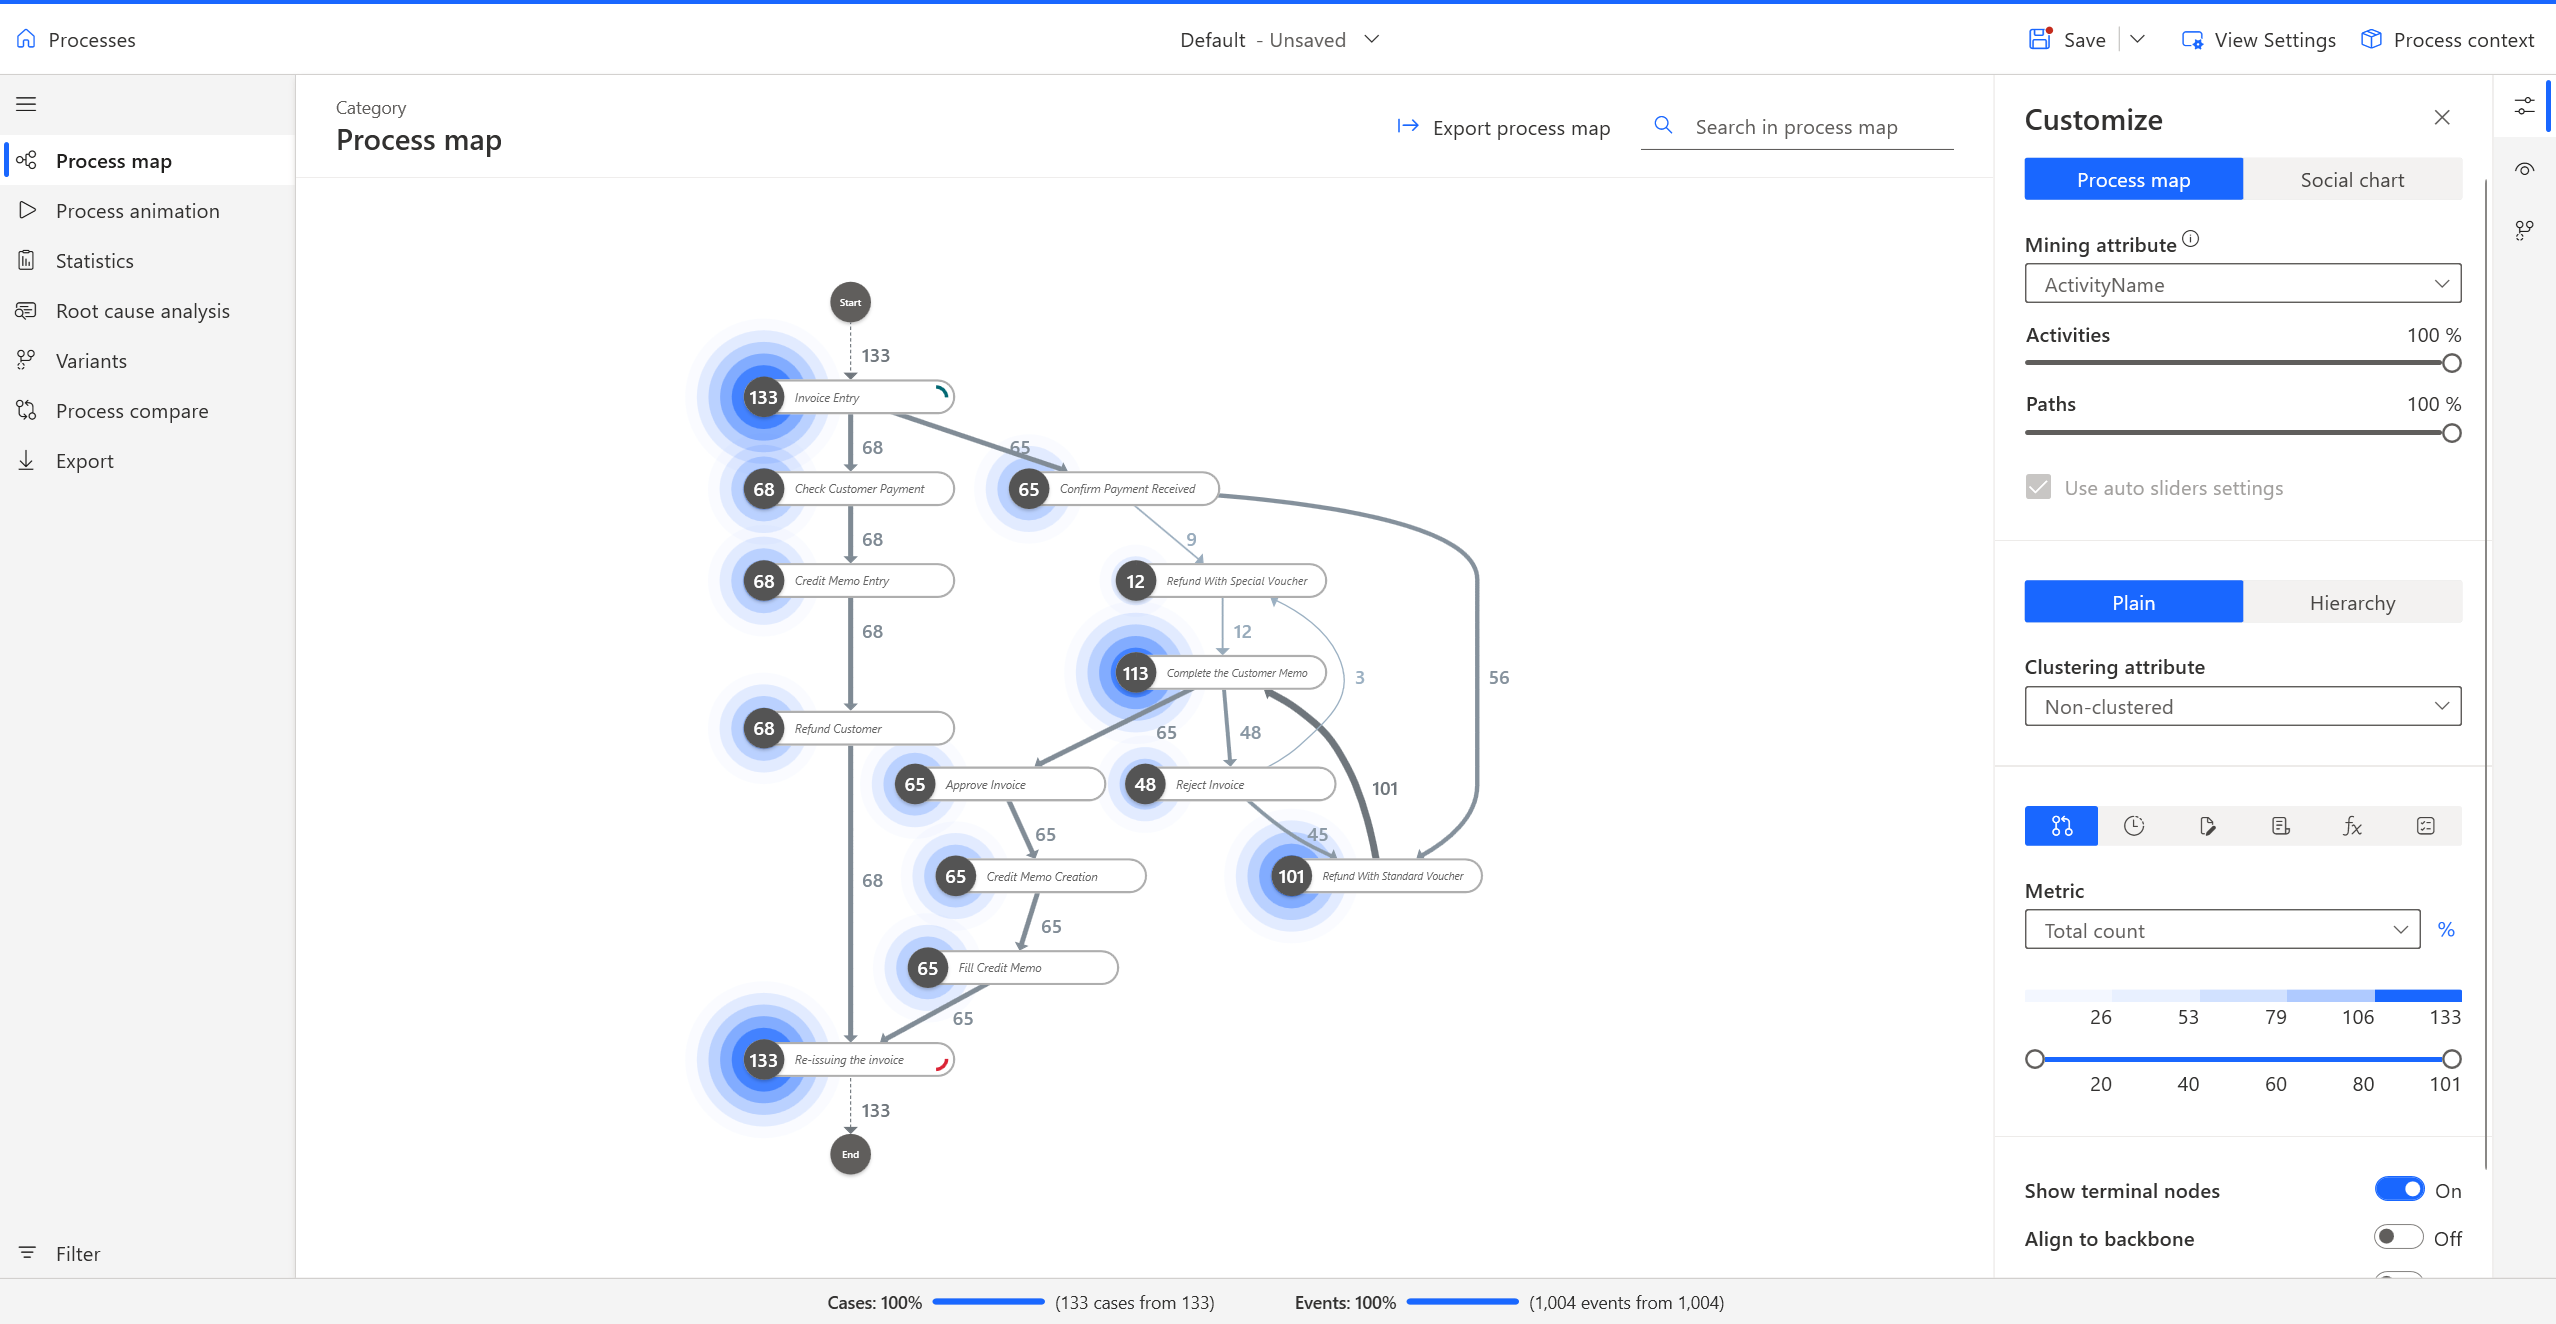 Processes
Default - Unsaved
Save
View Settings
Process context
Process map
Process animation
Statistics
Root cause analysis
Variants
Process compare
Export
Filter
Category
Process map
Export process map
Search in process map
Start
133
133 Invoice Entry
68
65
68 Check Customer Payment
65 Confirm Payment Received
68
9
68 Credit Memo Entry
12 Refund With Special Voucher
68
12
113 Complete the Customer Memo
3
56
68 Refund Customer
65
48
65 Approve Invoice
48 Reject Invoice
101
65
45
68
65 Credit Memo Creation
101 Refund With Standard Voucher
65
65 Fill Credit Memo
65
133 Re-issuing the invoice
133
End
Customize
Process map
Social chart
Mining attribute
ActivityName
Activities 100 %
Paths 100 %
Use auto sliders settings
Plain
Hierarchy
Clustering attribute
Non-clustered
fx
Metric
Total count
%
26 53 79 106 133
20 40 60 80 101
Show terminal nodes On
Align to backbone Off
Cases: 100% (133 cases from 133)
Events: 100% (1,004 events from 1,004)